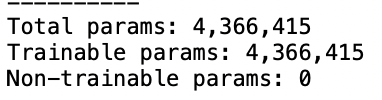 ----------
Total params: 4,366,415
Trainable params: 4,366,415
Non-trainable params: 0